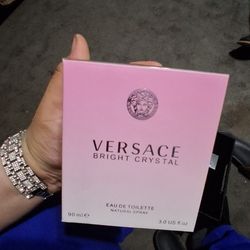 VERSACE
BRIGHT CRYSTAL
EAU DE TOILETTE
NATURAL SPRAY
90 ml ℮ 3.0 US fl oz